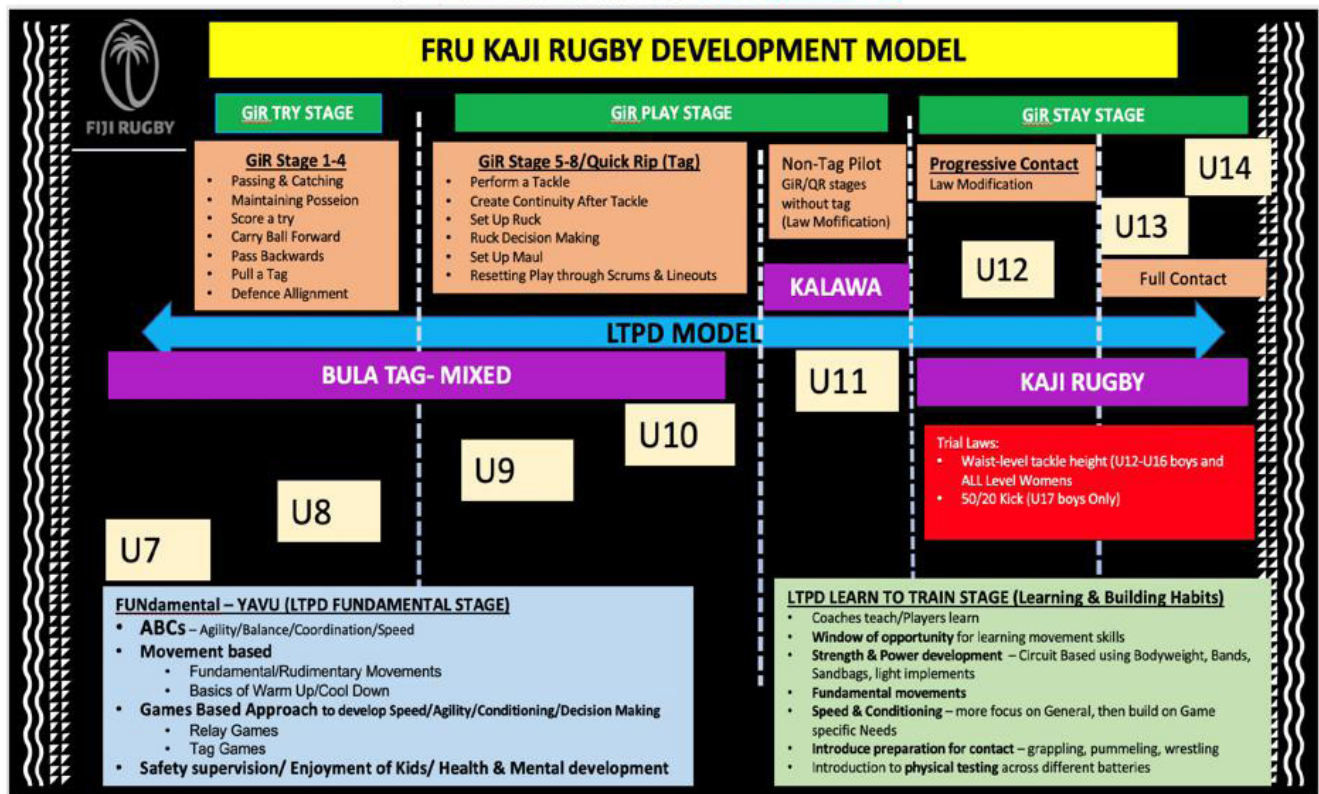 FRU KAJI RUGBY DEVELOPMENT MODEL
FIJI RUGBY
GiR TRY STAGE
GiR PLAY STAGE
GiR STAY STAGE
GiR Stage 1-4
• Passing & Catching
• Maintaining Posseion
• Score a try
• Carry Ball Forward
• Pass Backwards
• Pull a Tag
• Defence Allignment
GiR Stage 5-8/Quick Rip (Tag)
• Perform a Tackle
• Create Continuity After Tackle
• Set Up Ruck
• Ruck Decision Making
• Set Up Maul
• Resetting Play through Scrums & Lineouts
Non-Tag Pilot
GiR/QR stages
without tag
(Law Mofification)
KALAWA
Progressive Contact
Law Modification
U14
U13
U12
Full Contact
LTPD MODEL
BULA TAG- MIXED
U11
KAJI RUGBY
U10
U9
U8
U7
Trial Laws:
• Waist-level tackle height (U12-U16 boys and
ALL Level Womens
• 50/20 Kick (U17 boys Only)
FUNdamental – YAVU (LTPD FUNDAMENTAL STAGE)
• ABCs – Agility/Balance/Coordination/Speed
• Movement based
• Fundamental/Rudimentary Movements
• Basics of Warm Up/Cool Down
• Games Based Approach to develop Speed/Agility/Conditioning/Decision Making
• Relay Games
• Tag Games
• Safety supervision/ Enjoyment of Kids/ Health & Mental development
LTPD LEARN TO TRAIN STAGE (Learning & Building Habits)
• Coaches teach/Players learn
• Window of opportunity for learning movement skills
• Strength & Power development – Circuit Based using Bodyweight, Bands,
Sandbags, light implements
• Fundamental movements
• Speed & Conditioning – more focus on General, then build on Game
specific Needs
• Introduce preparation for contact – grappling, pummeling, wrestling
• Introduction to physical testing across different batteries